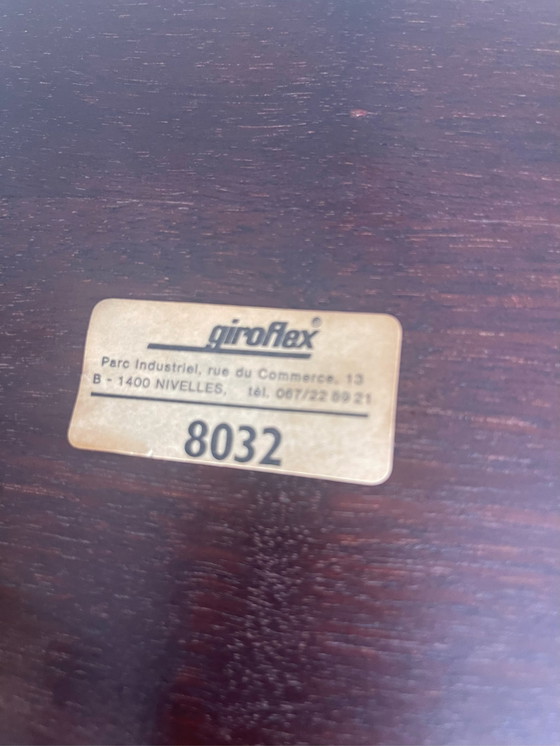 giroflex®
Parc Industriel, rue du Commerce, 13
B - 1400 NIVELLES, tél. 067/22 89 21
8032